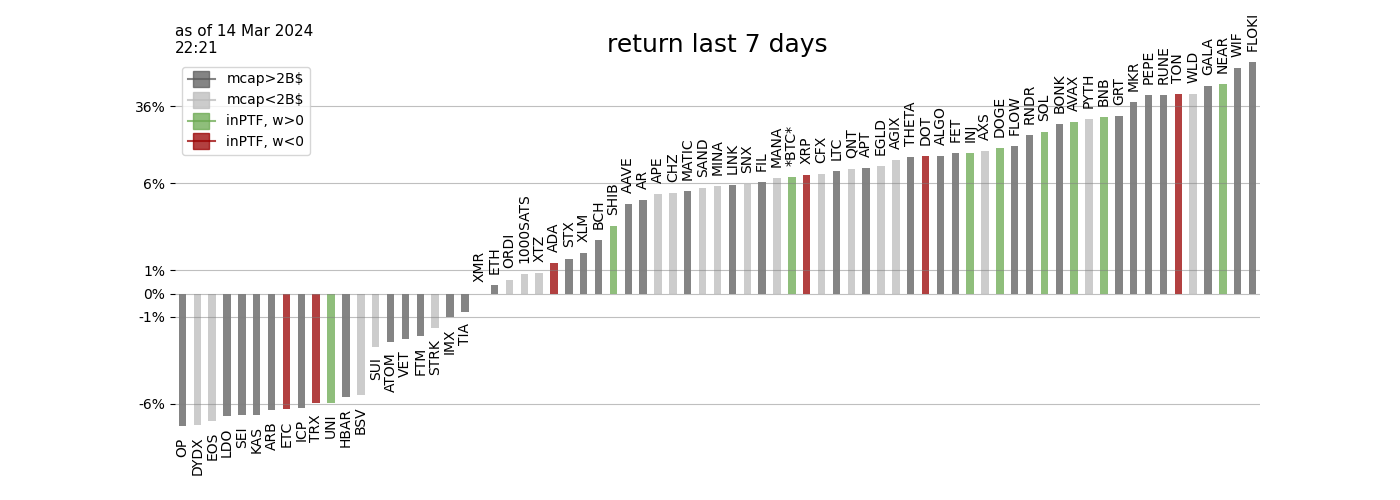 as of 14 Mar 2024
22:21
return last 7 days
mcap>2B$
mcap<2B$
inPTF, w>0
inPTF, w<0
36%
6%
1%
0%
-1%
-6%
OP
DYDX
EOS
LDO
SEI
KAS
ARB
ETC
ICP
TRX
UNI
HBAR
BSV
SUI
ATOM
VET
FTM
STRK
IMX
TIA
XMR
ETH
ORDI
1000SATS
XTZ
ADA
STX
XLM
BCH
SHIB
AAVE
AR
APE
CHZ
MATIC
SAND
MINA
LINK
SNX
FIL
MANA
*BTC*
XRP
CFX
LTC
QNT
APT
EGLD
AGIX
THETA
DOT
ALGO
FET
INJ
AXS
DOGE
FLOW
RNDR
SOL
BONK
AVAX
PYTH
BNB
GRT
MKR
PEPE
RUNE
TON
WLD
GALA
NEAR
WIF
FLOKI